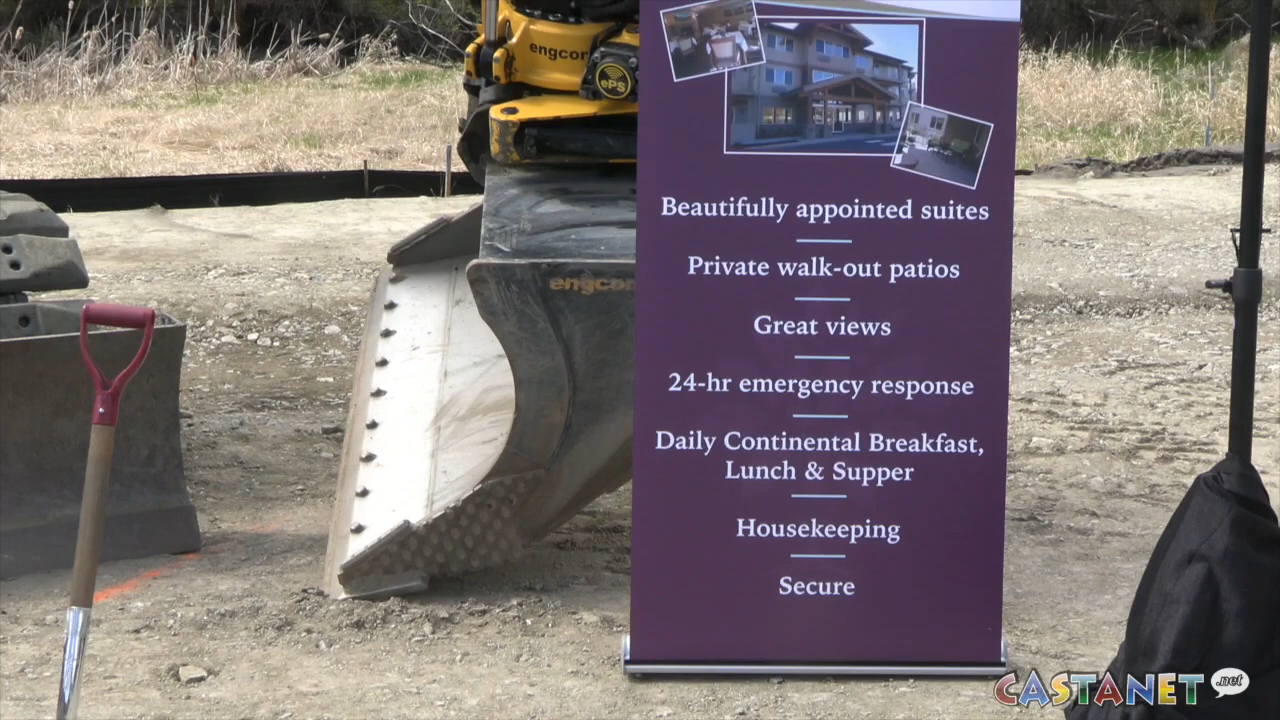 engcon
ePS
engcon
Beautifully appointed suites
Private walk-out patios
Great views
24-hr emergency response
Daily Continental Breakfast,
Lunch & Supper
Housekeeping
Secure
CASTANET .net